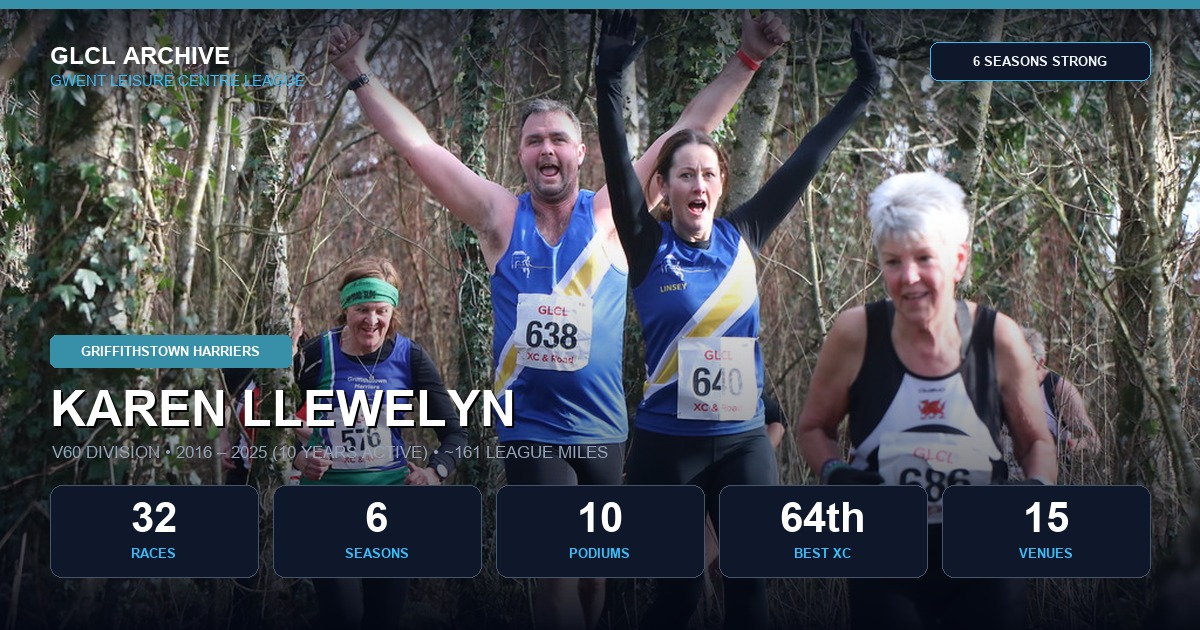 GLCL ARCHIVE
GWENT LEISURE CENTRE LEAGUE
6 SEASONS STRONG
LINSEY
GLCL
638
XC & Road
GLCL
640
XC & Road
GRIFFITHSTOWN HARRIERS
Griffithstown
Harriers
KAREN LLEWELYN
576
V60 DIVISION • 2016 – 2025 (10 YEARS ACTIVE) • ~161 LEAGUE MILES
GLCL
686
32
RACES
6
SEASONS
10
PODIUMS
64th
BEST XC
15
VENUES